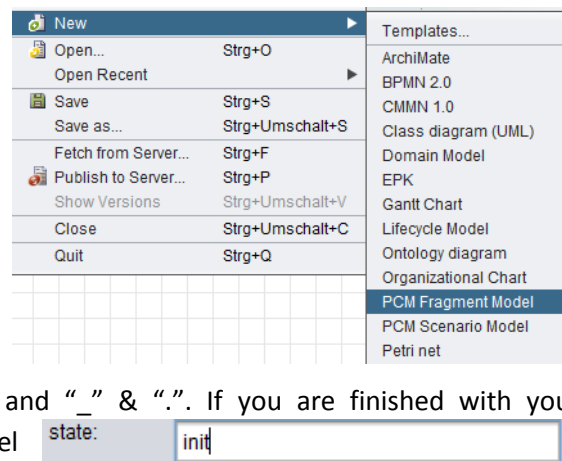 New
Open... Strg+O
Open Recent
Save Strg+S
Save as... Strg+Umschalt+S
Fetch from Server... Strg+F
Publish to Server... Strg+P
Show Versions Strg+Umschalt+V
Close Strg+Umschalt+C
Quit Strg+Q
Templates...
ArchiMate
BPMN 2.0
CMMN 1.0
Class diagram (UML)
Domain Model
EPK
Gantt Chart
Lifecycle Model
Ontology diagram
Organizational Chart
PCM Fragment Model
PCM Scenario Model
Petri net
and “_” & “.”. If you are finished with you
el state: init